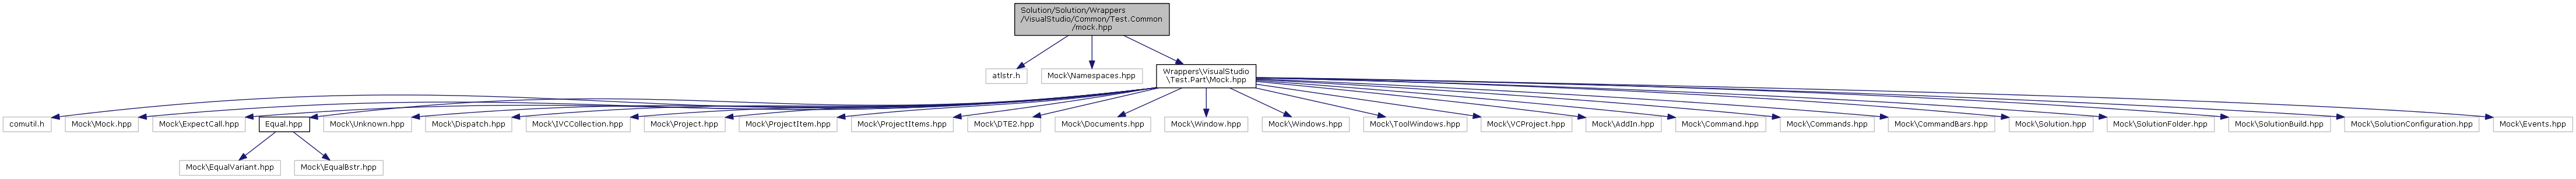 Solution/Solution/Wrappers
/VisualStudio/Common/Test.Common
/mock.hpp
atlstr.h
Mock\Namespaces.hpp
Wrappers\VisualStudio
\Test.Part\Mock.hpp
comutil.h
Mock\Mock.hpp
Mock\ExpectCall.hpp
Equal.hpp
Mock\Unknown.hpp
Mock\Dispatch.hpp
Mock\IVCCollection.hpp
Mock\Project.hpp
Mock\ProjectItem.hpp
Mock\ProjectItems.hpp
Mock\DTE2.hpp
Mock\Documents.hpp
Mock\Window.hpp
Mock\Windows.hpp
Mock\ToolWindows.hpp
Mock\VCProject.hpp
Mock\AddIn.hpp
Mock\Command.hpp
Mock\Commands.hpp
Mock\CommandBars.hpp
Mock\Solution.hpp
Mock\SolutionFolder.hpp
Mock\SolutionBuild.hpp
Mock\SolutionConfiguration.hpp
Mock\Events.hpp
Mock\EqualVariant.hpp
Mock\EqualBstr.hpp